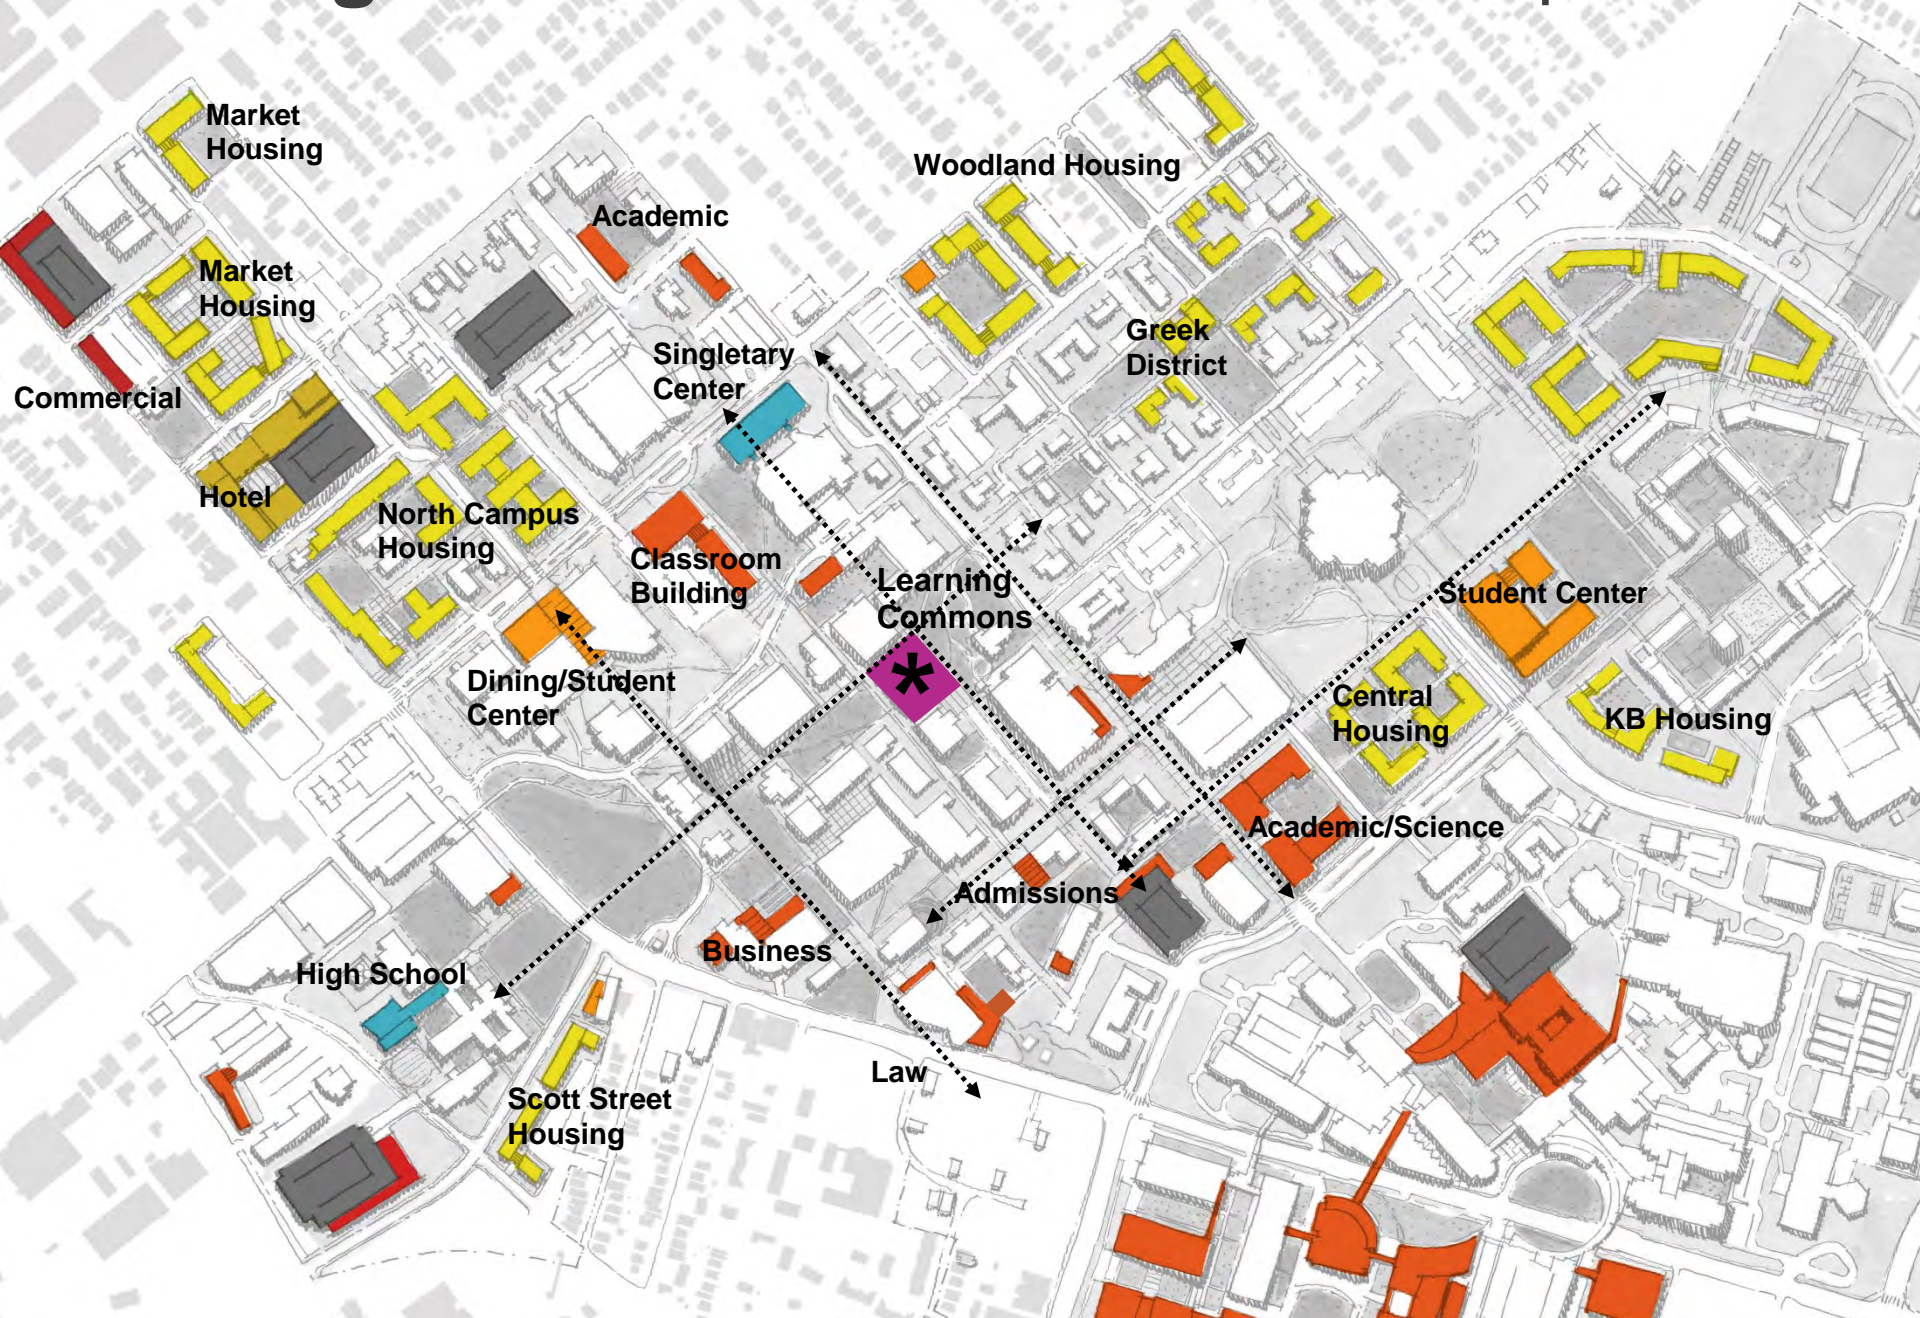 Market
Housing
Woodland Housing
Academic
Market
Housing
Greek
District
Singletary
Center
Commercial
Hotel
North Campus
Housing
Classroom
Building
Learning
Commons
*
Student Center
Dining/Student
Center
Central
Housing
KB Housing
Academic/Science
Admissions
Business
High School
Law
Scott Street
Housing